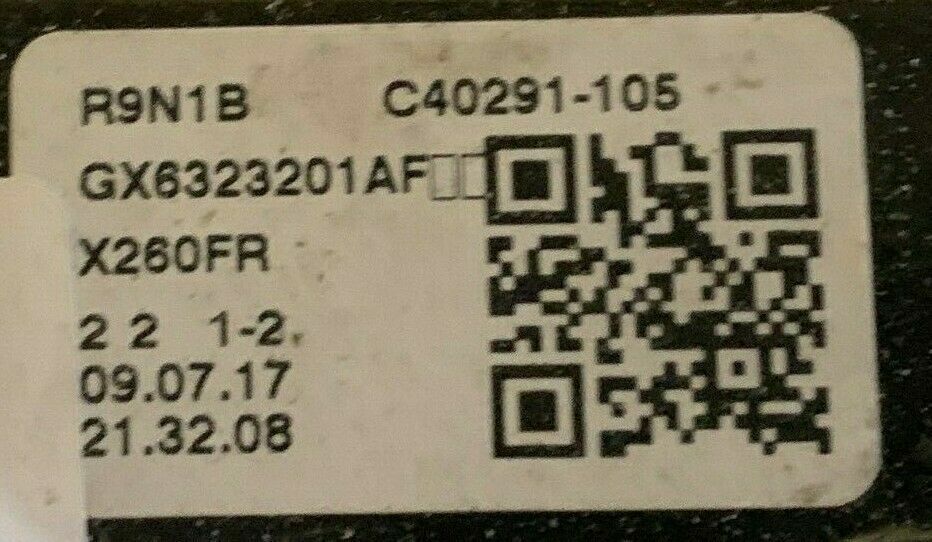 R9N1B C40291-105
GX6323201AF□□
X260FR
2 2 1-2.
09.07.17
21.32.08